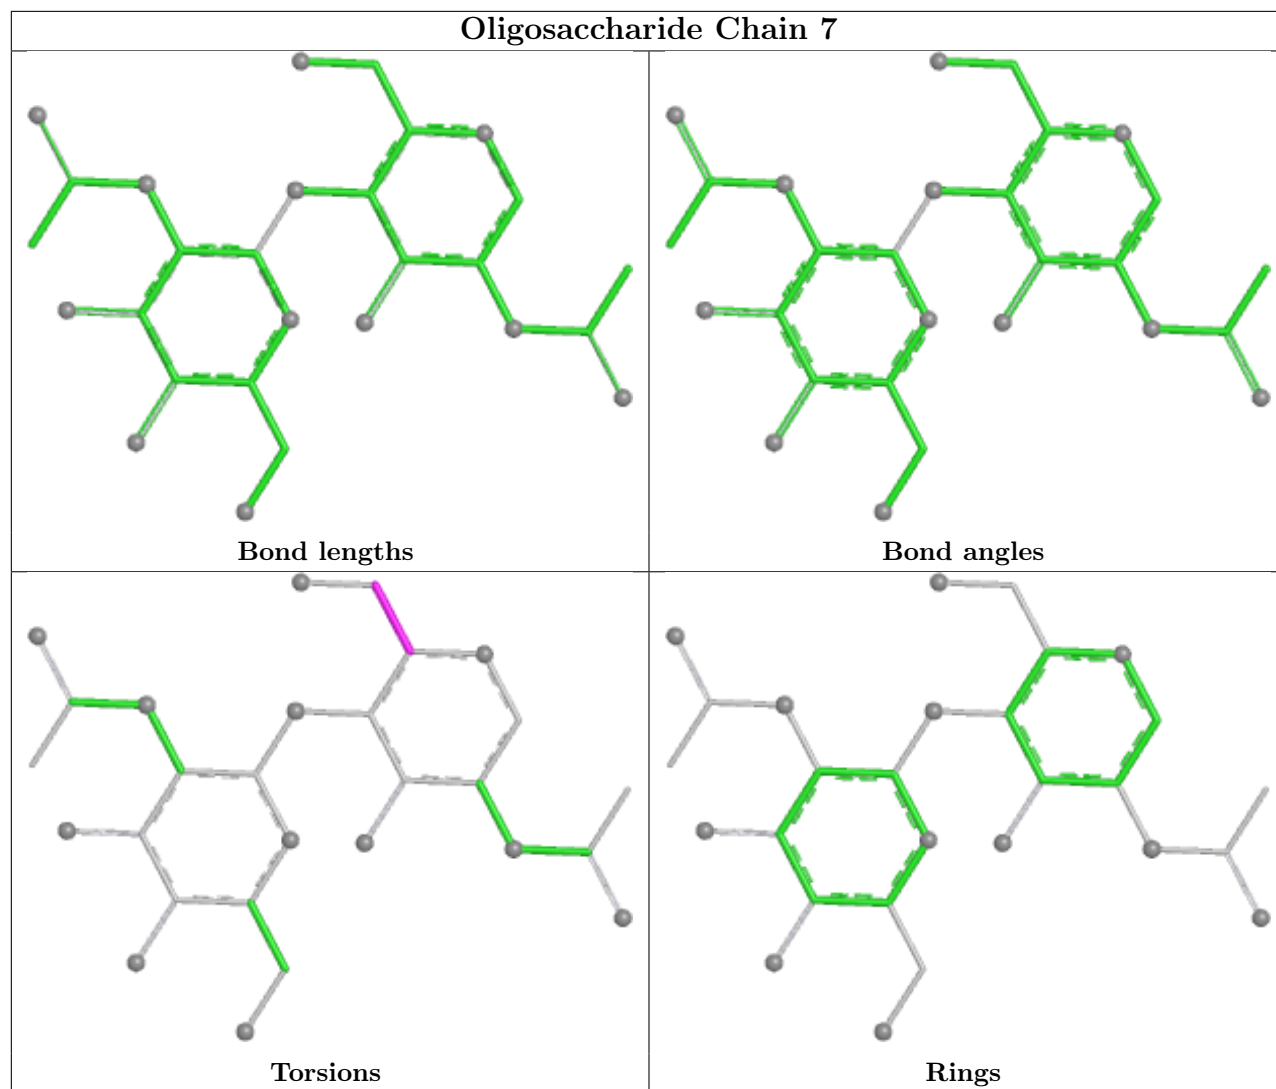 Oligosaccharide Chain 7
Bond lengths
Bond angles
Torsions
Rings